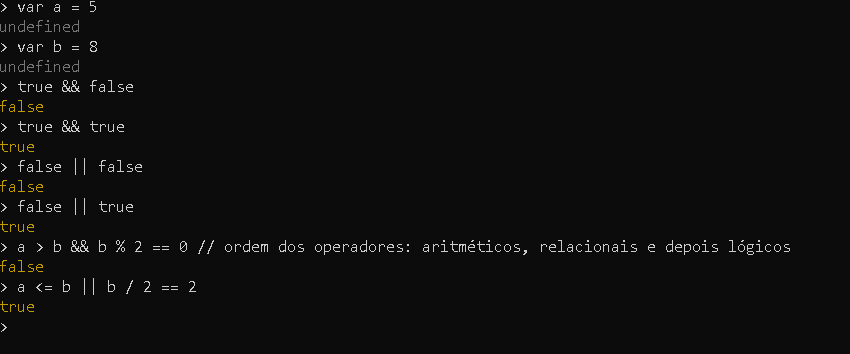 > var a = 5
undefined
> var b = 8
undefined
> true && false
false
> true && true
true
> false || false
false
> false || true
true
> a > b && b % 2 == 0 // ordem dos operadores: aritméticos, relacionais e depois lógicos
false
> a <= b || b / 2 == 2
true
>